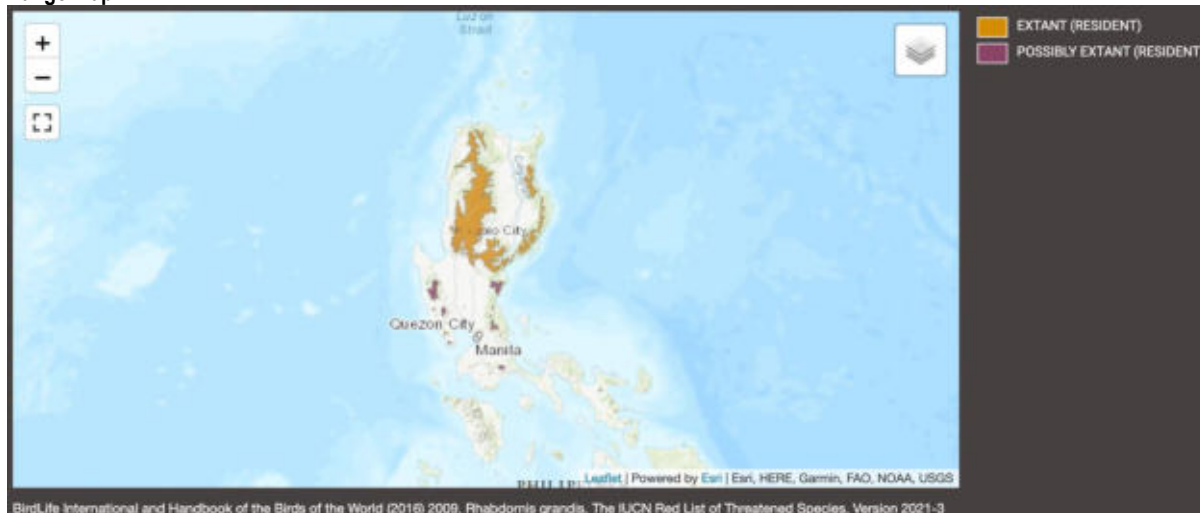 Luzon
Strait
EXTANT (RESIDENT)
POSSIBLY EXTANT (RESIDENT
+
−
City
Quezon City
Manila
Leaflet | Powered by Esri | Esri, HERE, Garmin, FAO, NOAA, USGS
BirdLife International and Handbook of the Birds of the World (2016) 2009. Rhabdornis grandis. The IUCN Red List of Threatened Species. Version 2021-3